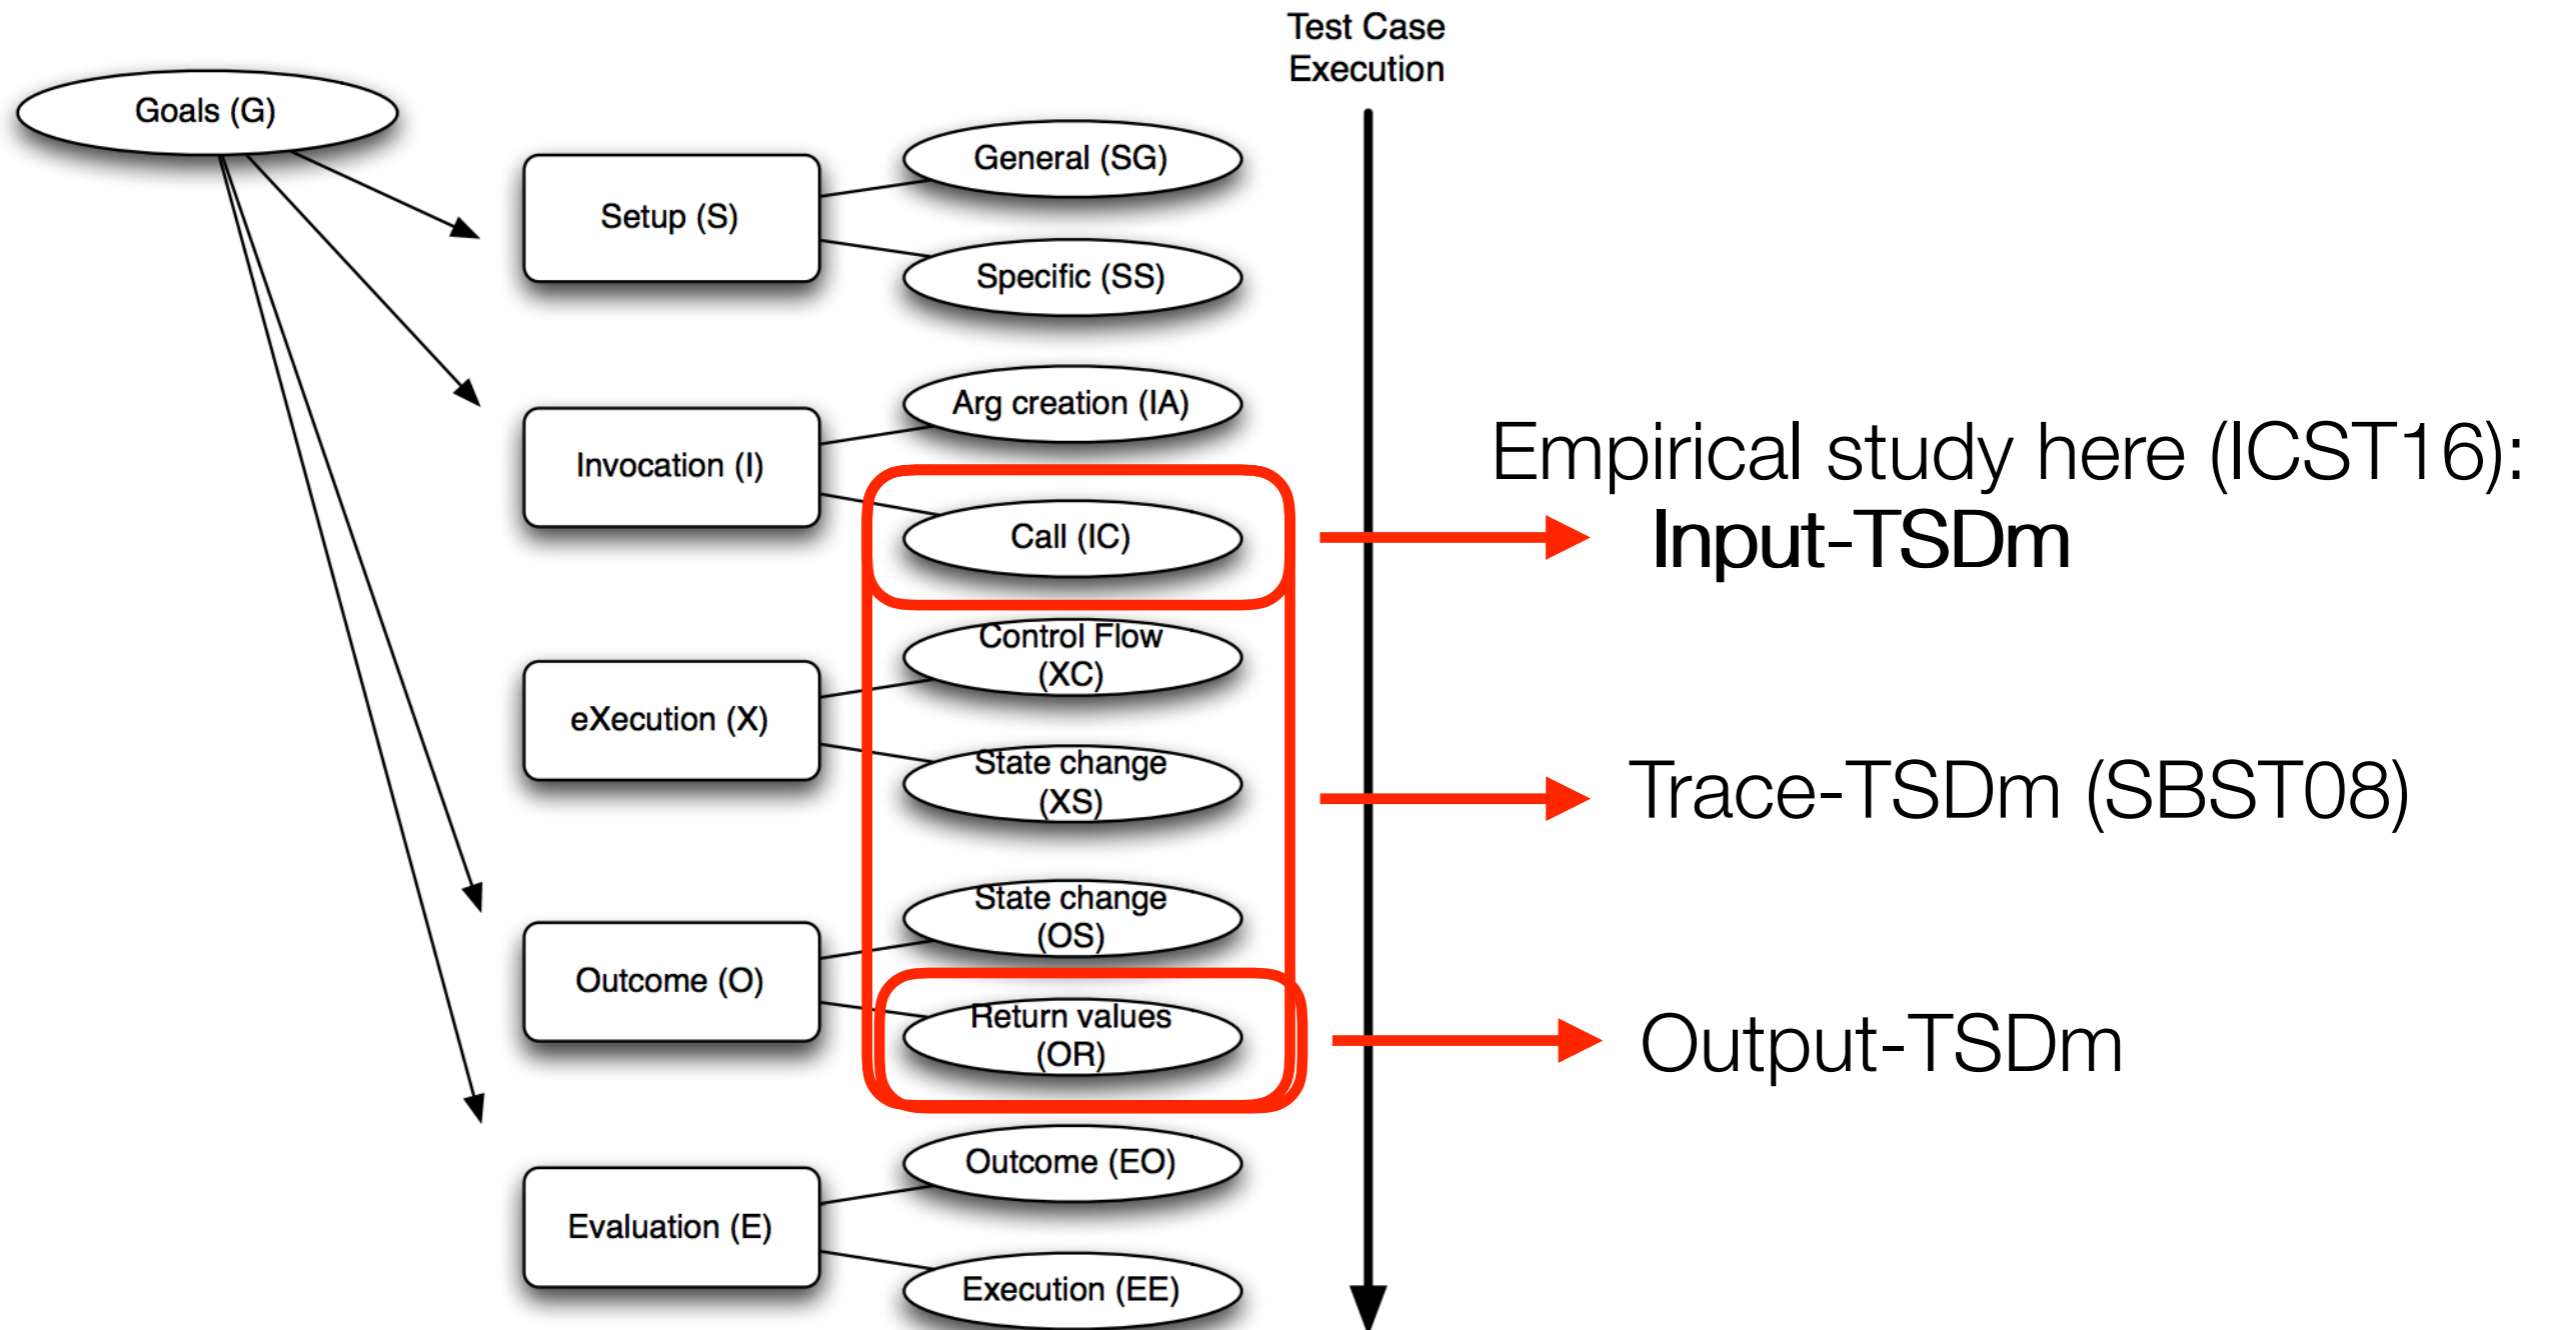 Test Case
Execution
Goals (G)
Setup (S)
General (SG)
Specific (SS)
Invocation (I)
Arg creation (IA)
Call (IC)
Empirical study here (ICST16):
Input-TSDm
eXecution (X)
Control Flow
(XC)
State change
(XS)
Trace-TSDm (SBST08)
Outcome (O)
State change
(OS)
Return values
(OR)
Output-TSDm
Evaluation (E)
Outcome (EO)
Execution (EE)